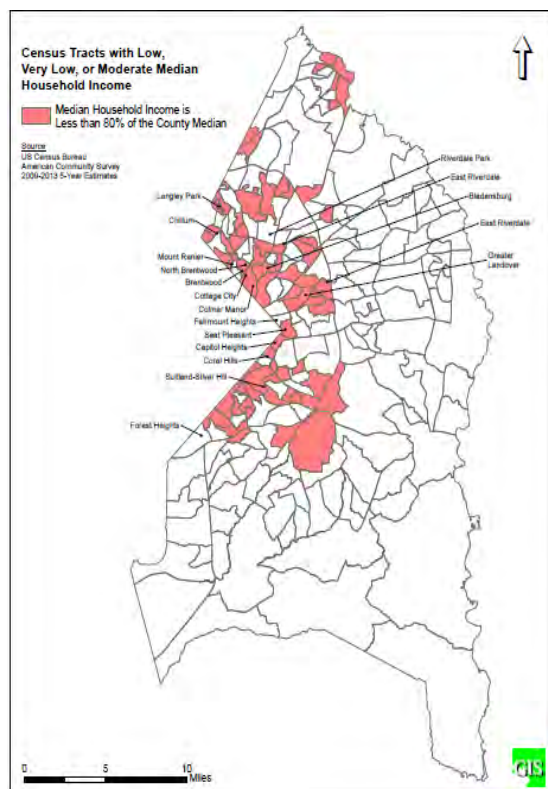 Census Tracts with Low,
Very Low, or Moderate Median
Household Income
Median Household Income is
Less than 80% of the County Median
Source
US Census Bureau
American Community Survey
2009-2013 5-Year Estimates
Riverdale Park
East Riverdale
Bladensburg
East Riverdale
Greater
Landover
Langley Park
Chillum
Mount Ranier
North Brentwood
Brentwood
Cottage City
Colmar Manor
Fairmount Heights
Seat Pleasant
Capitol Heights
Coral Hills
Suitland-Silver Hill
Forest Heights
0 5 10
Miles
GIS